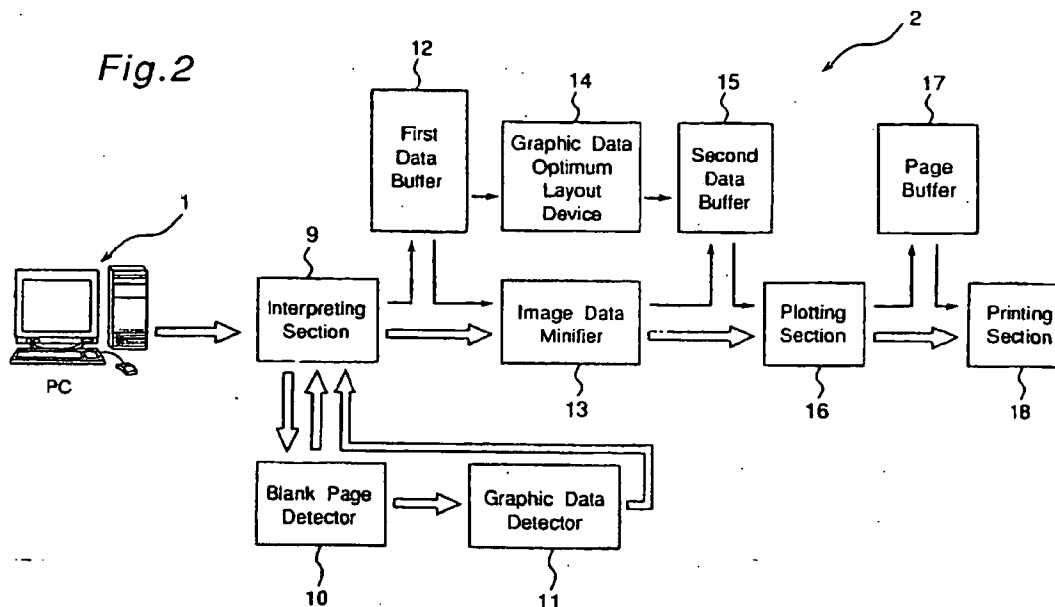 Fig.2
2
12
First
Data
Buffer
14
Graphic Data
Optimum
Layout
Device
15
Second
Data
Buffer
17
Page
Buffer
1
PC
9
Interpreting
Section
Image Data
Minifier
13
Plotting
Section
16
Printing
Section
18
Blank Page
Detector
10
Graphic Data
Detector
11